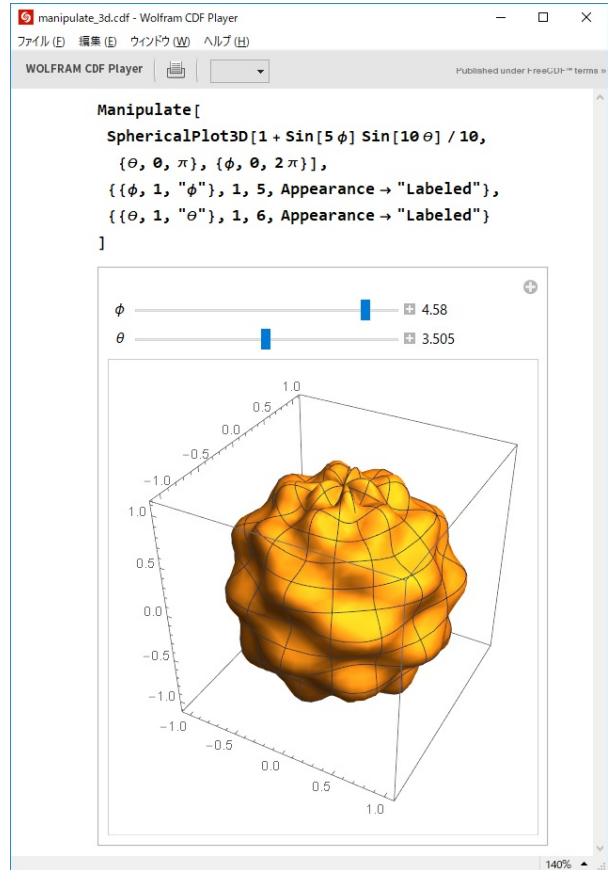 manipulate_3d.cdf - Wolfram CDF Player
ファイル(F) 編集(E) ウィンドウ(W) ヘルプ(H)
WOLFRAM CDF Player
Published under FreeCDF™ terms »
Manipulate[
SphericalPlot3D[1 + Sin[5 ϕ] Sin[10 θ] / 10,
{θ, 0, π}, {ϕ, 0, 2 π}],
{{ϕ, 1, "ϕ"}, 1, 5, Appearance → "Labeled"},
{{θ, 1, "θ"}, 1, 6, Appearance → "Labeled"}
]
ϕ 4.58
θ 3.505
1.0
0.5
0.0
−0.5
−1.0
1.0
0.5
0.0
−0.5
−1.0
−1.0
−0.5
0.0
0.5
1.0
140%